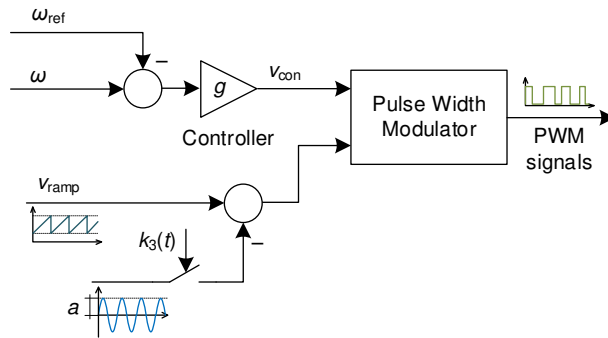 ω_ref
ω
g
v_con
Controller
Pulse Width
Modulator
PWM
signals
v_ramp
k_3(t)
a